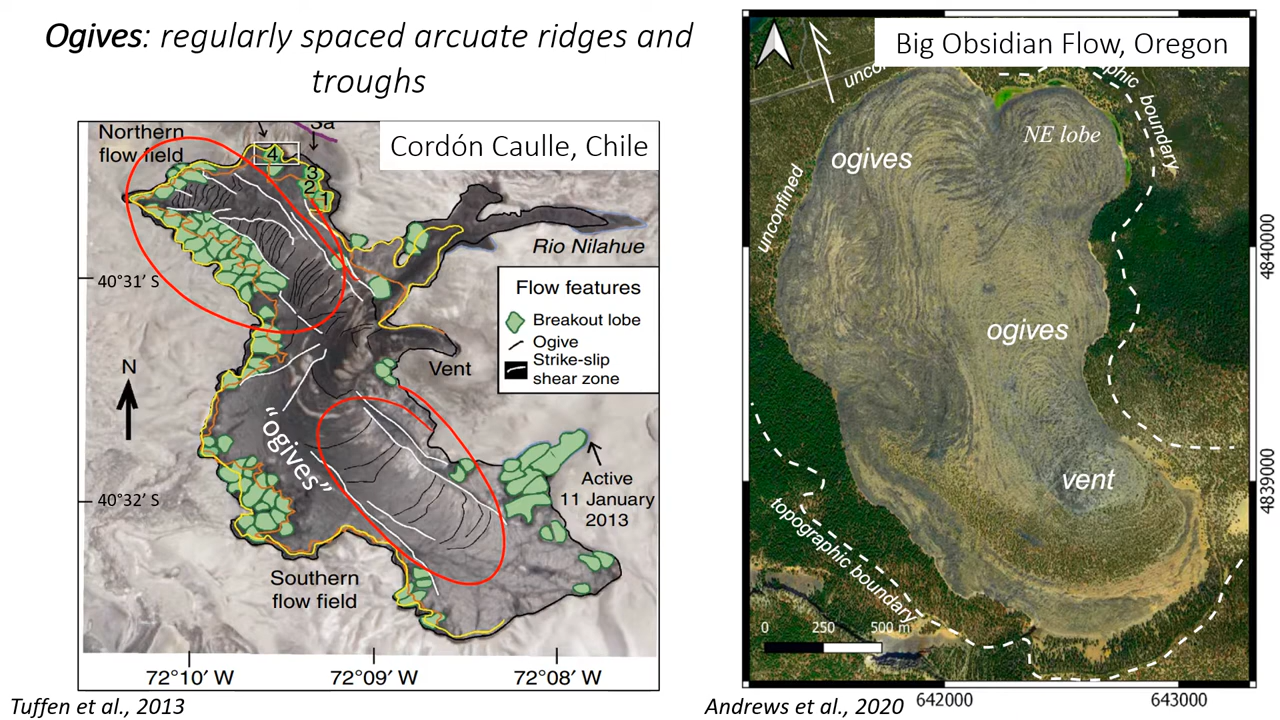 Ogives: regularly spaced arcuate ridges and
troughs
Cordón Caulle, Chile
Northern
flow field
Sa
4
3
2
1
Rio Nilahue
40°31’ S
Flow features
Breakout lobe
Ogive
Strike-slip
shear zone
N
Vent
“ogives”
Active
11 January
2013
40°32’ S
Southern
flow field
72°10’ W
72°09’ W
72°08’ W
Tuffen et al., 2013
Big Obsidian Flow, Oregon
boundary
NE lobe
ogives
unconfined
4840000
ogives
vent
4839000
topographic boundary
0
250
500 m
642000
643000
Andrews et al., 2020